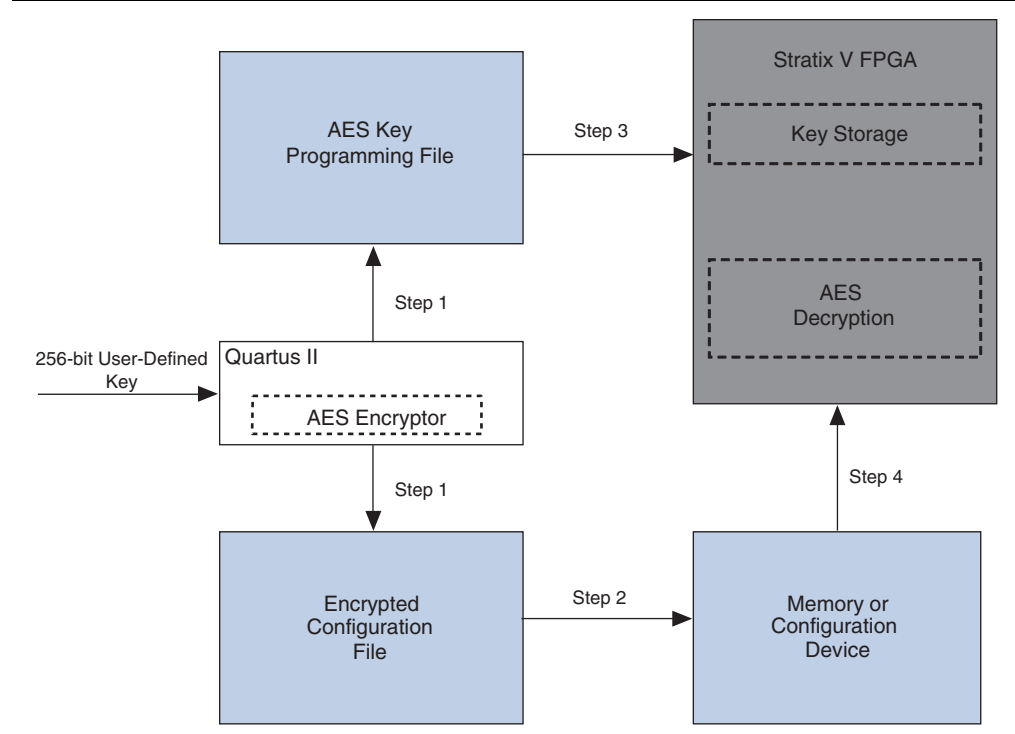 Stratix V FPGA
AES Key
Programming File
Step 3
Key Storage
AES
Decryption
Step 1
256-bit User-Defined
Key
Quartus II
AES Encryptor
Step 1
Step 4
Encrypted
Configuration
File
Step 2
Memory or
Configuration
Device